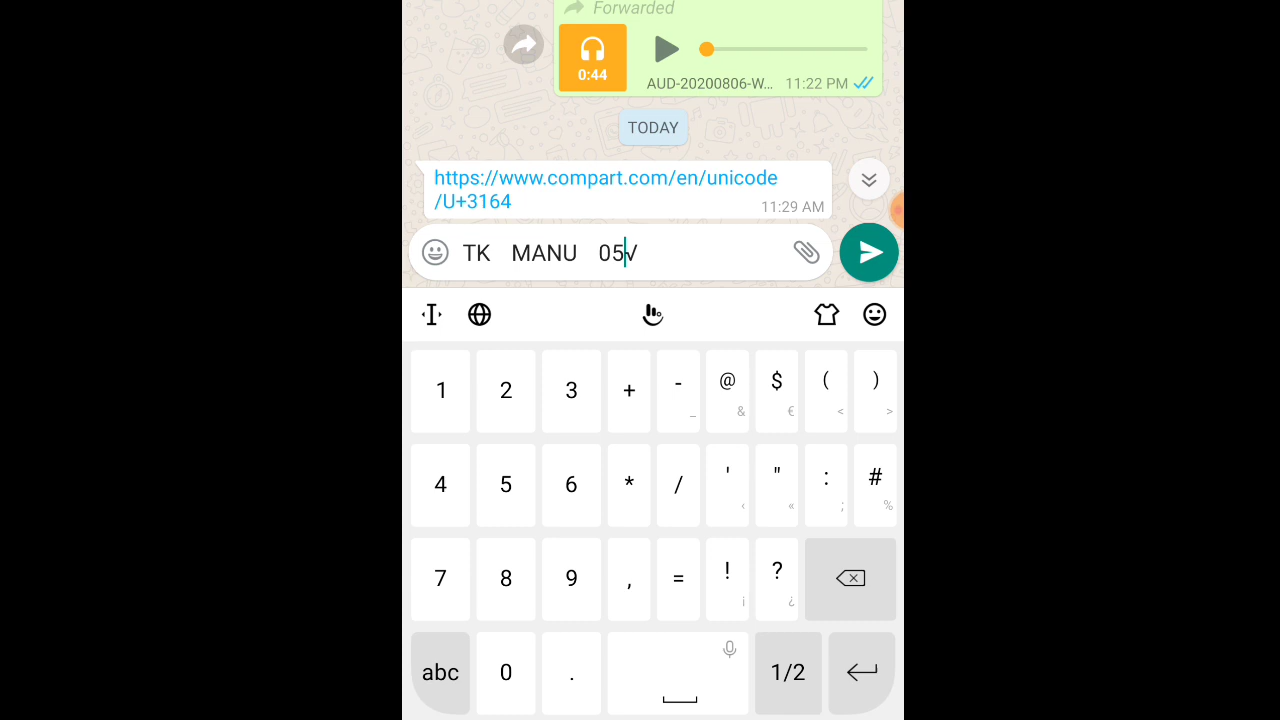 Forwarded
0:44
AUD-20200806-W... 11:22 PM
TODAY
https://www.compart.com/en/unicode
/U+3164
11:29 AM
TK MANU 05√
1 2 3 + - @ $ ( )
_ & € < >
4 5 6 * / ' " : #
‹ « ; %
7 8 9 , = ! ?
¡ ¿
abc 0 . 1/2